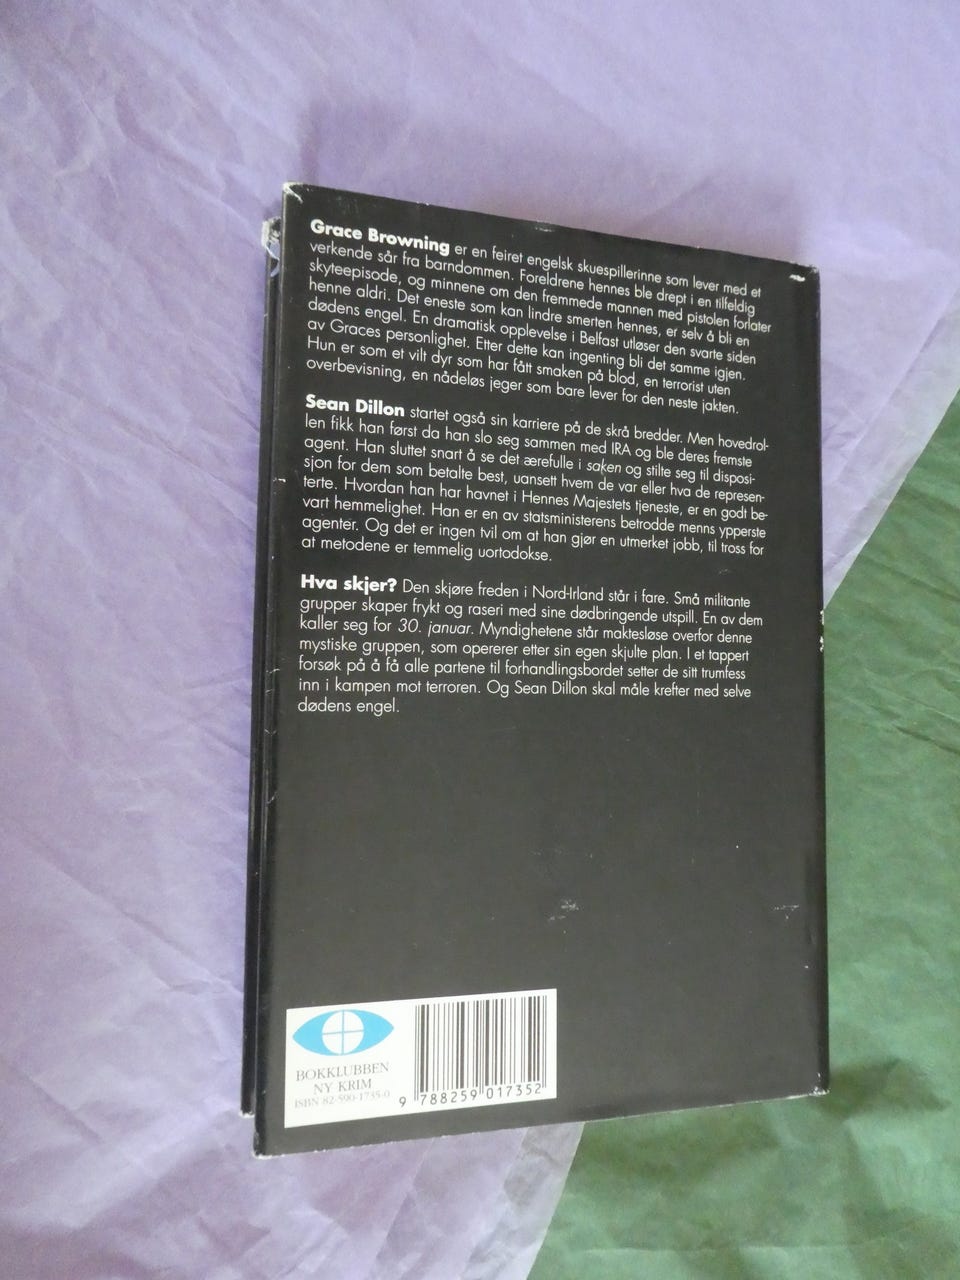 Grace Browning er en feiret engelsk skuespillerinne som lever med et
verkende sår fra barndommen. Foreldrene hennes ble drept i en tilfeldig
skyteepisode, og minnene om den fremmede mannen med pistolen forlater
henne aldri. Det eneste som kan lindre smerten hennes, er selv å bli en
dødens engel. En dramatisk opplevelse i Belfast utløser den svarte siden
av Graces personlighet. Etter dette kan ingenting bli det samme igjen.
Hun er som et vilt dyr som har fått smaken på blod, en terrorist uten
overbevisning, en nådeløs jeger som bare lever for den neste jakten.
Sean Dillon startet også sin karriere på de skrå bredder. Men hovedrol-
len fikk han først da han slo seg sammen med IRA og ble deres fremste
agent. Han sluttet snart å se det ærefulle i saken og stilte seg til disposi-
sjon for dem som betalte best, uansett hvem de var eller hva de represen-
terte. Hvordan han har havnet i Hennes Majestets tjeneste, er en godt be-
vart hemmelighet. Han er en av statsministerens betrodde menns ypperste
agenter. Og det er ingen tvil om at han gjør en utmerket jobb, til tross for
at metodene er temmelig uortodokse.
Hva skjer? Den skjøre freden i Nord-Irland står i fare. Små militante
grupper skaper frykt og raseri med sine dødbringende utspill. En av dem
kaller seg for 30. januar. Myndighetene står maktesløse overfor denne
mystiske gruppen, som opererer etter sin egen skjulte plan. I et tappert
forsøk på å få alle partene til forhandlingsbordet setter de sitt trumfess
inn i kampen mot terroren. Og Sean Dillon skal måle krefter med selve
dødens engel.
BOKKLUBBEN
NY KRIM
ISBN 82-590-1735-0
9 788259 017352